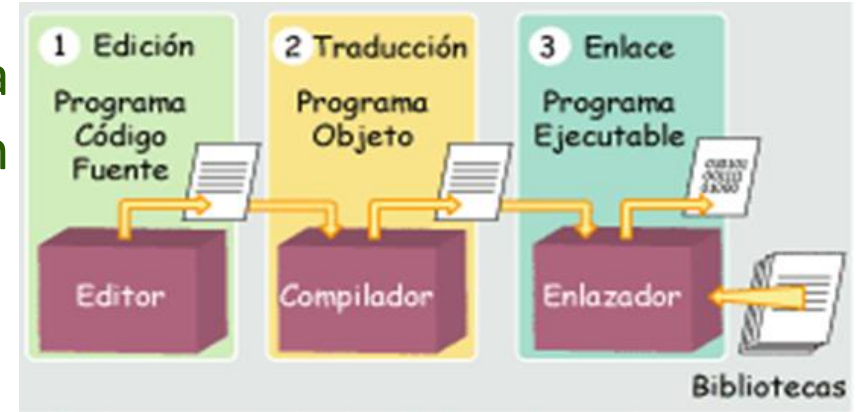 1 Edición
Programa
Código
Fuente
Editor
2 Traducción
Programa
Objeto
Compilador
3 Enlace
Programa
Ejecutable
Enlazador
Bibliotecas
a
n